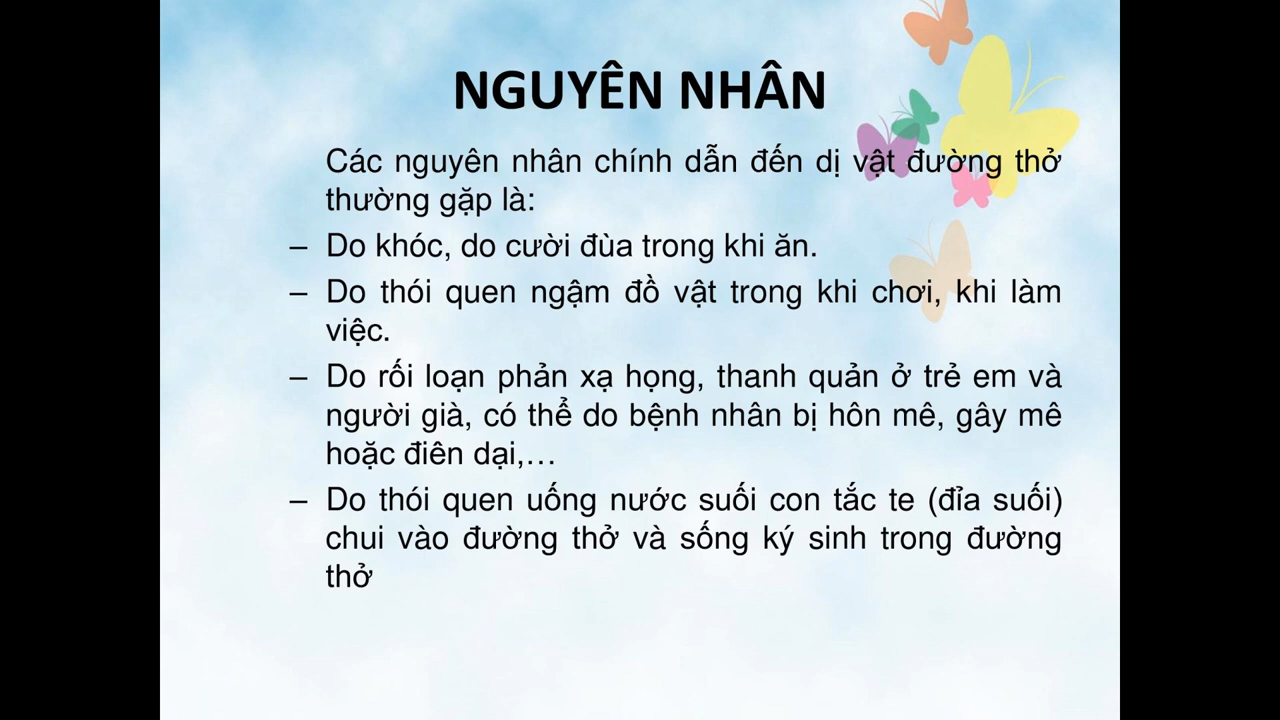 NGUYÊN NHÂN
Các nguyên nhân chính dẫn đến dị vật đường thở
thường gặp là:
– Do khóc, do cười đùa trong khi ăn.
– Do thói quen ngậm đồ vật trong khi chơi, khi làm
việc.
– Do rối loạn phản xạ họng, thanh quản ở trẻ em và
người già, có thể do bệnh nhân bị hôn mê, gây mê
hoặc điên dại,...
– Do thói quen uống nước suối con tắc te (đỉa suối)
chui vào đường thở và sống ký sinh trong đường
thở